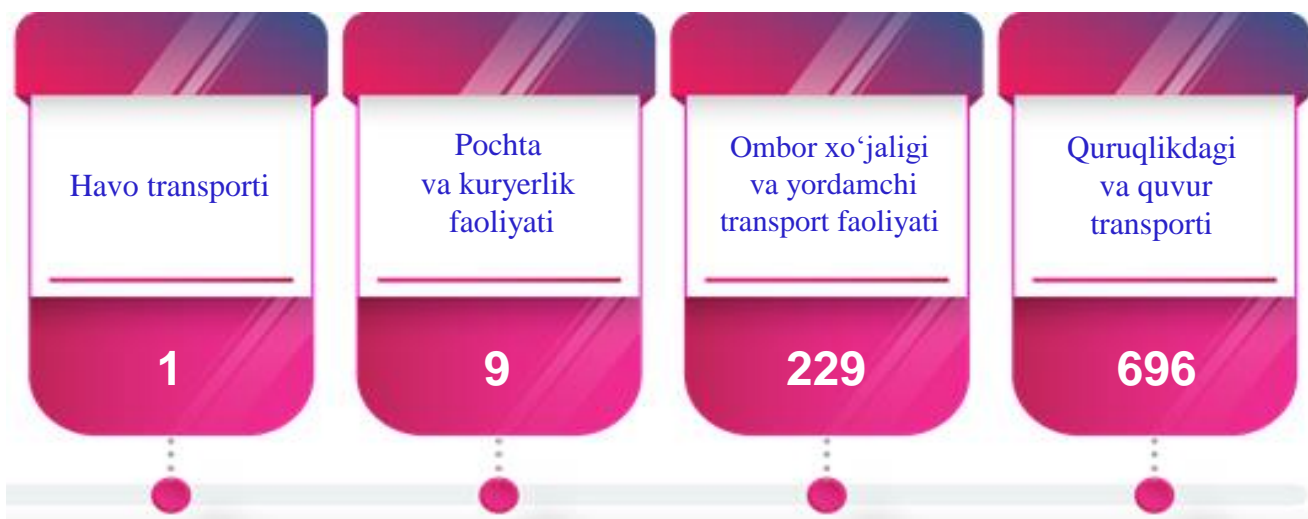 Havo transporti
1
Pochta
va kuryerlik
faoliyati
9
Ombor xo‘jaligi
va yordamchi
transport faoliyati
229
Quruqlikdagi
va quvur
transporti
696